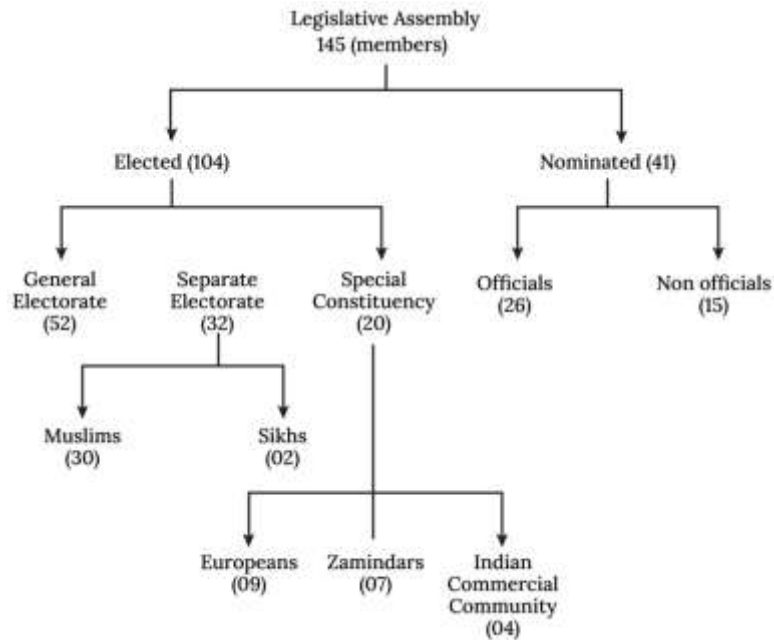 Legislative Assembly
145 (members)
Elected (104)
Nominated (41)
General
Electorate
(52)
Separate
Electorate
(32)
Special
Constituency
(20)
Officials
(26)
Non officials
(15)
Muslims
(30)
Sikhs
(02)
Europeans
(09)
Zamindars
(07)
Indian
Commercial
Community
(04)